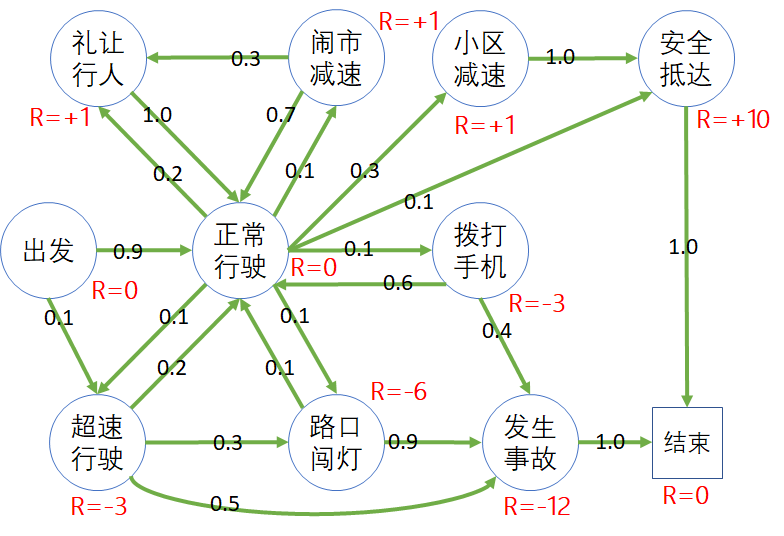 礼让
行人
R=+1
闹市
减速
R=+1
小区
减速
R=+1
安全
抵达
R=+10
0.3
1.0
1.0
0.7
0.2
0.1
0.3
0.1
出发
R=0
0.9
正常
行驶
R=0
0.1
拨打
手机
R=-3
0.6
1.0
0.1
0.1
0.1
0.4
0.2
0.1
超速
行驶
R=-3
0.3
路口
闯灯
R=-6
0.9
发生
事故
R=-12
1.0
结束
R=0
0.5